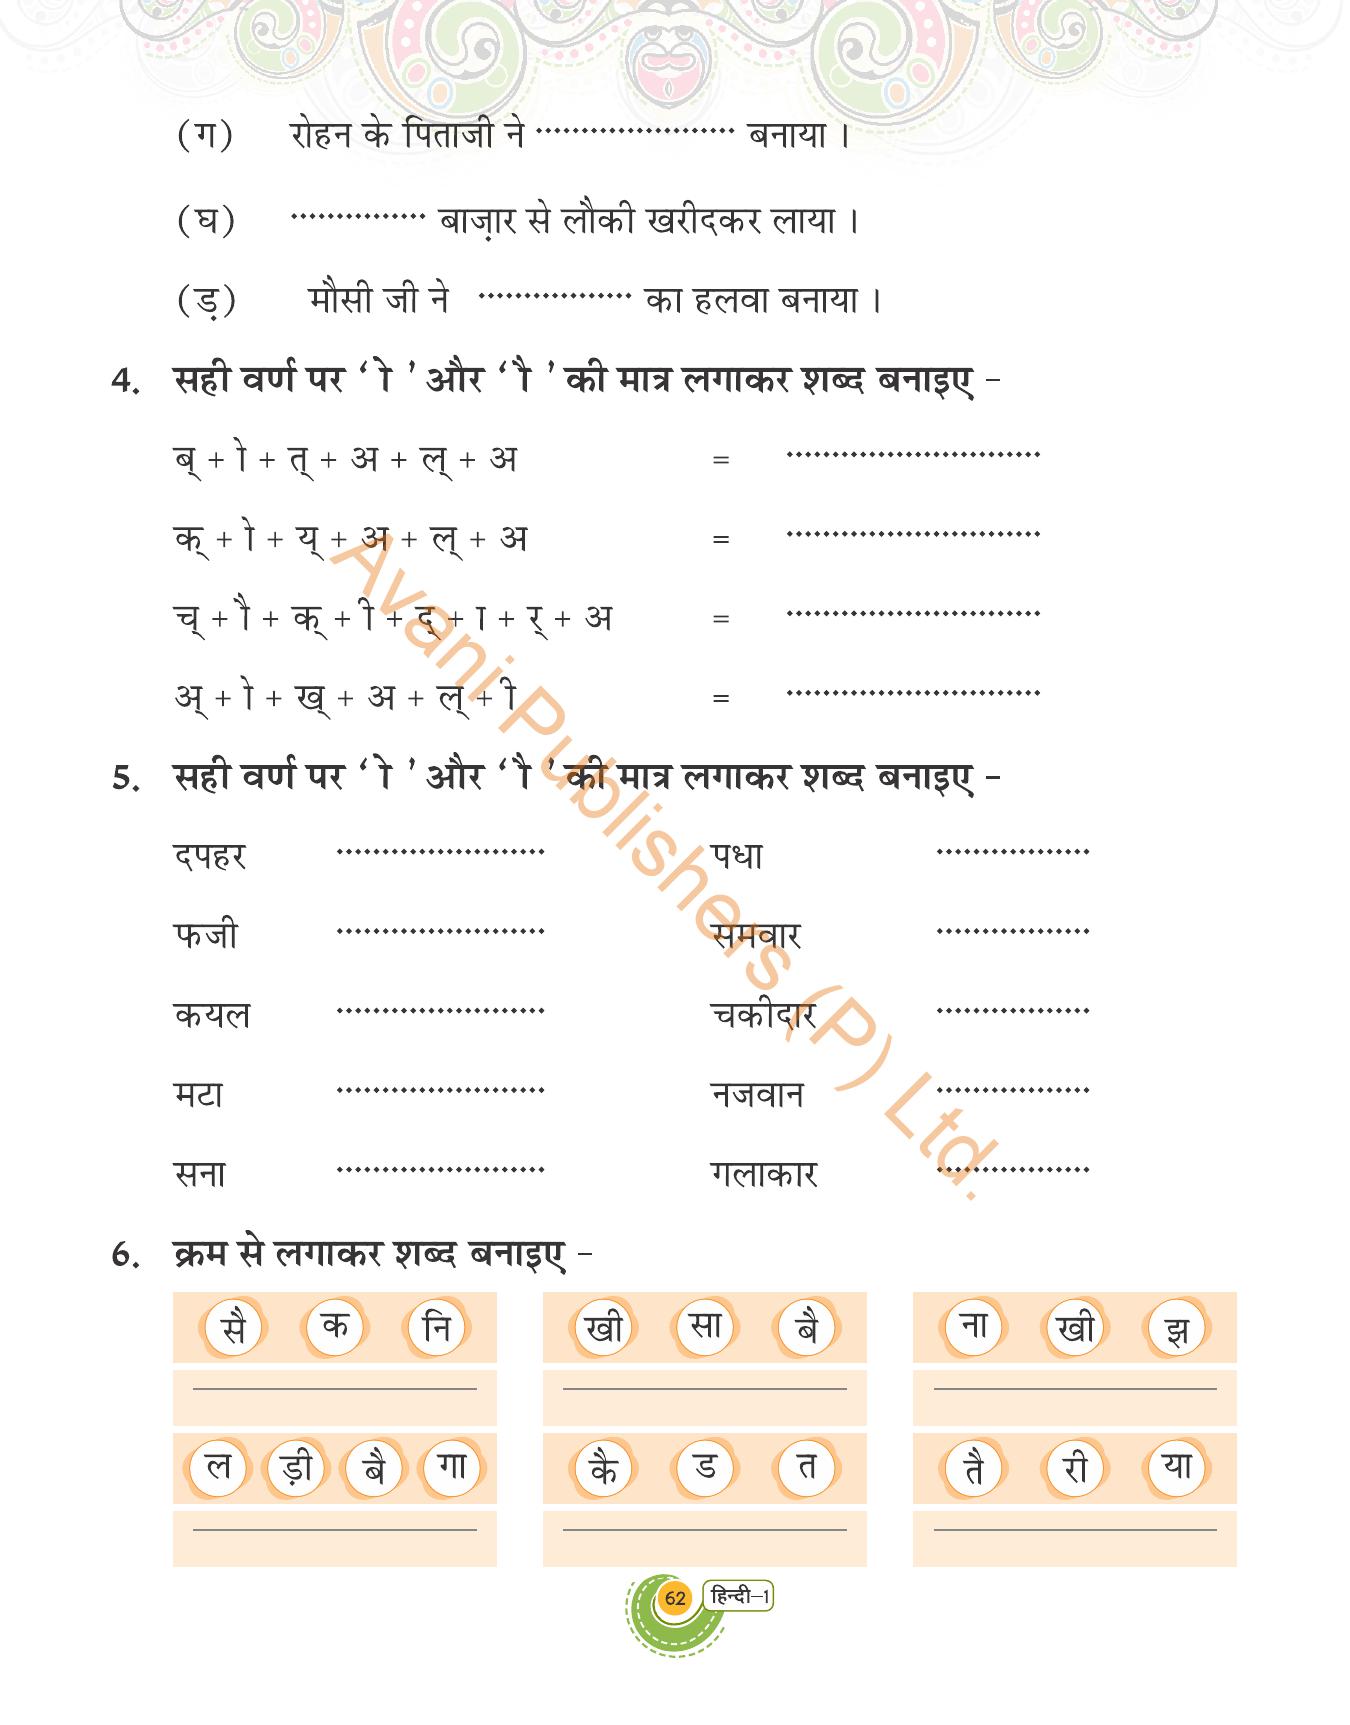 (ग) रोहन के पिताजी ने ...................... बनाया ।
(घ) ............... बाज़ार से लौकी खरीदकर लाया ।
(ड़) मौसी जी ने ................. का हलवा बनाया ।
4. सही वर्ण पर ‘ ो ’ और ‘ ौ ’ की मात्र लगाकर शब्द बनाइए –
ब् + ो + त् + अ + ल् + अ = ............................
क् + ो + य् + अ + ल् + अ = ............................
च् + ौ + क् + ी + द् + ा + र् + अ = ............................
अ् + ो + ख् + अ + ल् + ी = ............................
5. सही वर्ण पर ‘ ो ’ और ‘ ौ ’ की मात्र लगाकर शब्द बनाइए –
दपहर ....................... पधा .................
फजी ....................... समवार .................
कयल ....................... चकीदार .................
मटा ....................... नजवान .................
सना ....................... गलाकार .................
6. क्रम से लगाकर शब्द बनाइए –
सै क नि खी सा बै ना खी झ
ल ड़ी बै गा कै ड त तै री या
62 हिन्दी–1
Avani Publishers (P) Ltd.